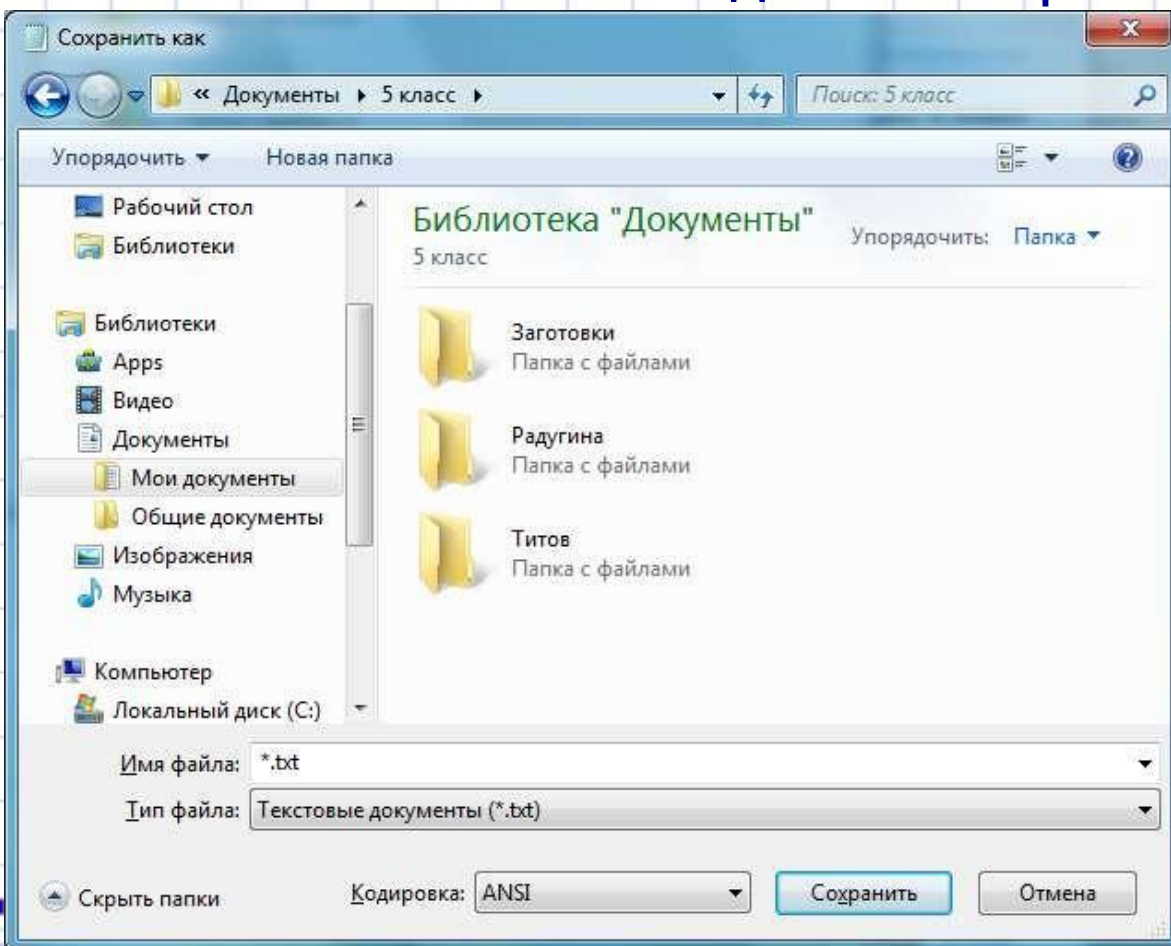 Сохранить как
« Документы ▸ 5 класс ▸
Поиск: 5 класс
Упорядочить ▾ Новая папка
Рабочий стол
Библиотеки
Библиотеки
Apps
Видео
Документы
Мои документы
Общие документы
Изображения
Музыка
Компьютер
Локальный диск (C:)
Библиотека "Документы"
5 класс
Упорядочить: Папка ▾
Заготовки
Папка с файлами
Радугина
Папка с файлами
Титов
Папка с файлами
Имя файла: *.txt
Тип файла: Текстовые документы (*.txt)
Скрыть папки
Кодировка: ANSI
Сохранить
Отмена